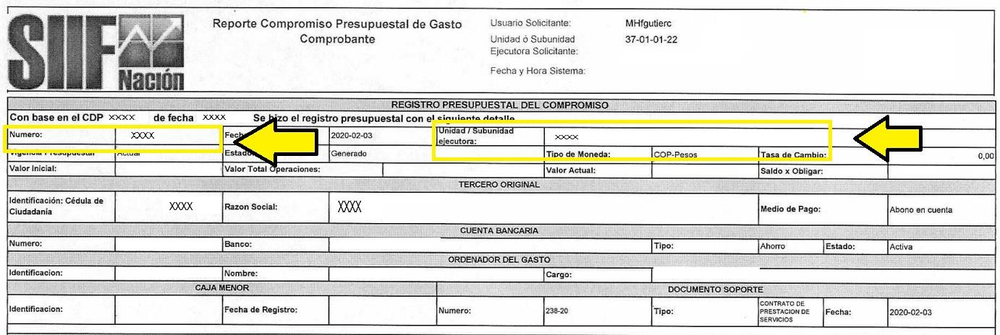 SIIF
Nación
Reporte Compromiso Presupuestal de Gasto
Comprobante
Usuario Solicitante: MHfgutierc
Unidad ó Subunidad
Ejecutora Solicitante: 37-01-01-22
Fecha y Hora Sistema:
REGISTRO PRESUPUESTAL DEL COMPROMISO
Con base en el CDP XXXX de fecha XXXX Se hizo el registro presupuestal con el siguiente detalle
Numero: XXXX Fecha 2020-02-03 Unidad / Subunidad
ejecutora: XXXX
Vigencia Presupuestal Actual Estado Generado Tipo de Moneda: COP-Pesos Tasa de Cambio: 0,00
Valor Inicial: Valor Total Operaciones: Valor Actual: Saldo x Obligar:
TERCERO ORIGINAL
Identificación: Cédula de
Ciudadanía XXXX Razon Social: XXXX Medio de Pago: Abono en cuenta
CUENTA BANCARIA
Numero: Banco: Tipo: Ahorro Estado: Activa
ORDENADOR DEL GASTO
Identificacion: Nombre: Cargo:
CAJA MENOR DOCUMENTO SOPORTE
Identificacion: Fecha de Registro: Numero: 238-20 Tipo: CONTRATO DE
PRESTACION DE
SERVICIOS Fecha: 2020-02-03